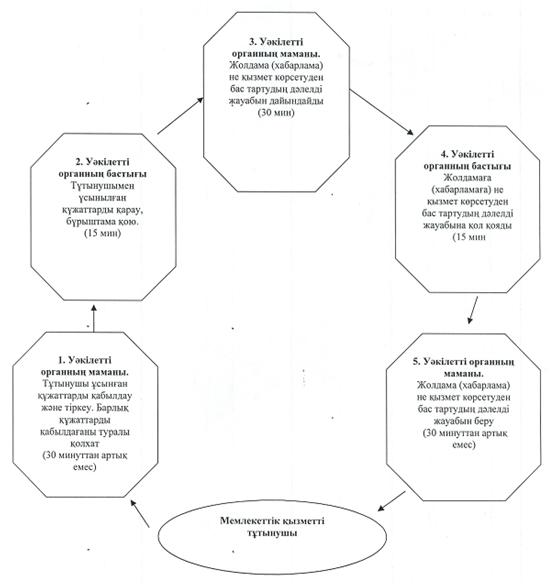 3. Уәкілетті
органның маманы.
Жолдама (хабарлама)
не қызмет көрсетуден
бас тартудың дәлелді
жауабын дайындайды
(30 мин)
2. Уәкілетті
органның бастығы
Тұтынушымен
ұсынылған
құжаттарды қарау,
бұрыштама қою.
(15 мин)
4. Уәкілетті
органның бастығы
Жолдамаға
(хабарламаға) не
қызмет көрсетуден
бас тартудың дәлелді
жауабына қол қояды
(15 мин
1. Уәкілетті
органның маманы.
Тұтынушы ұсынған
құжаттарды қабылдау
және тіркеу. Барлық
құжаттарды
қабылдағаны туралы
қолхат
(30 минуттан артық
емес)
5. Уәкілетті органның
маманы.
Жолдама (хабарлама)
не қызмет көрсетуден
бас тартудың дәлелді
жауабын беру
(30 минуттан артық
емес)
Мемлекеттік қызметті
тұтынушы